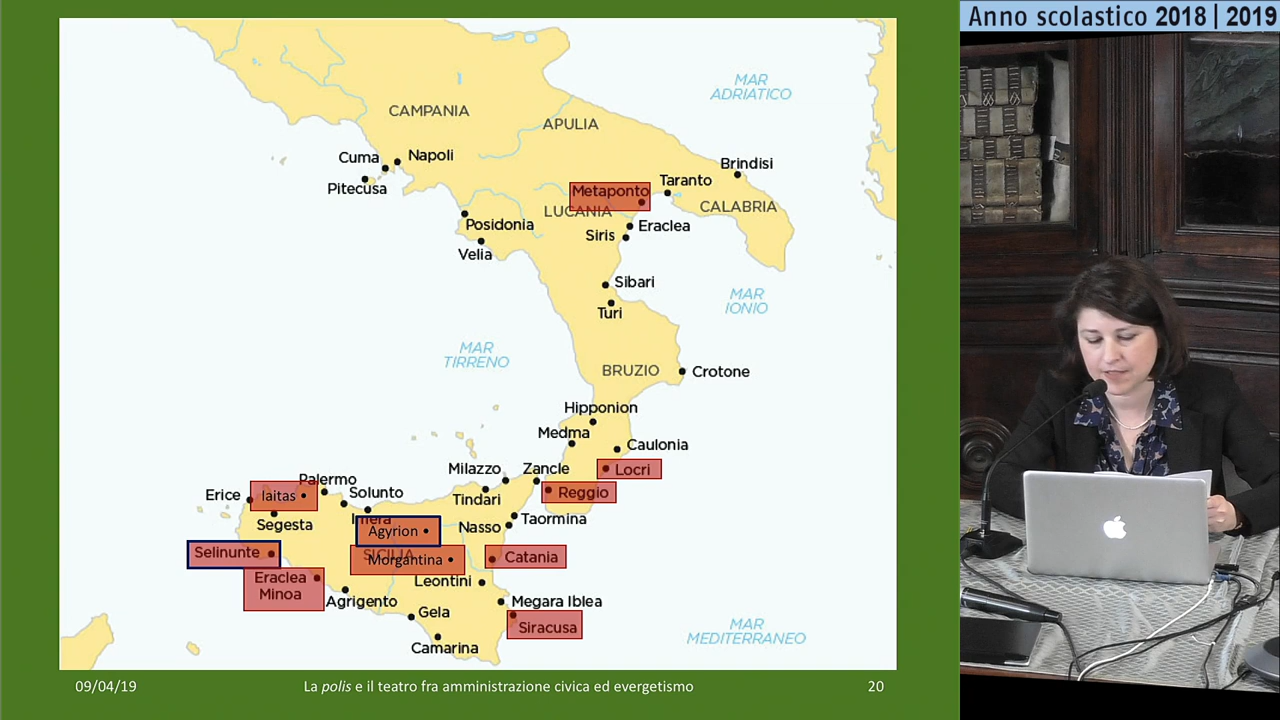 Anno scolastico 2018 | 2019
MAR
ADRIATICO
CAMPANIA
APULIA
Cuma
Napoli
Pitecusa
Brindisi
Taranto
Metaponto
LUCANIA
CALABRIA
Posidonia
Eraclea
Siris
Velia
Sibari
MAR
IONIO
Turi
MAR
TIRRENO
BRUZIO
Crotone
Hipponion
Medma
Caulonia
Milazzo
Zancle
Locri
Palermo
Erice
Iaitas
Solunto
Tindari
Reggio
Segesta
Imera
Taormina
Agyrion
Nasso
Selinunte
SICILIA
Morgantina
Catania
Eraclea
Minoa
Leontini
Agrigento
Megara Iblea
Gela
Siracusa
Camarina
MAR
MEDITERRANEO
09/04/19
La polis e il teatro fra amministrazione civica ed evergetismo
20